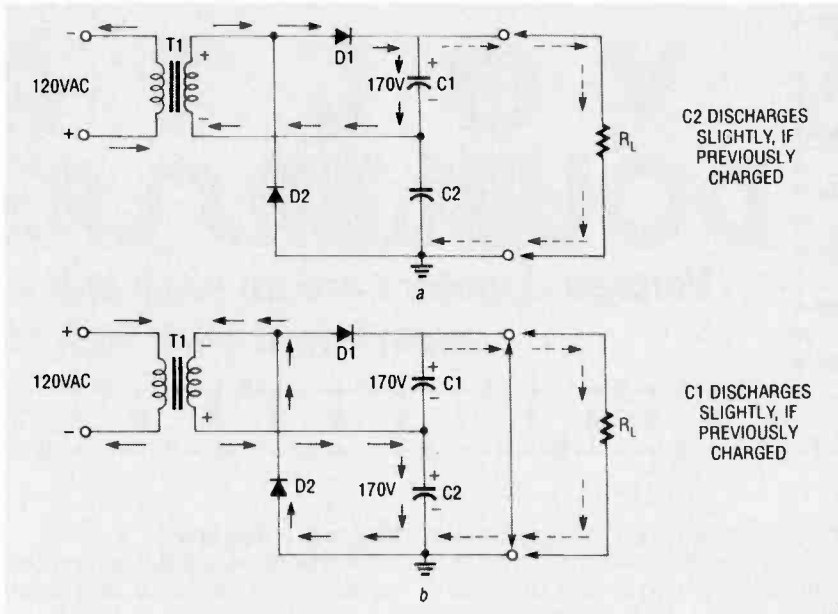 T1
D1
120VAC
170V
C1
D2
C2
RL
C2 DISCHARGES
SLIGHTLY, IF
PREVIOUSLY
CHARGED
a
T1
D1
120VAC
170V
C1
D2
170V
C2
RL
C1 DISCHARGES
SLIGHTLY, IF
PREVIOUSLY
CHARGED
b